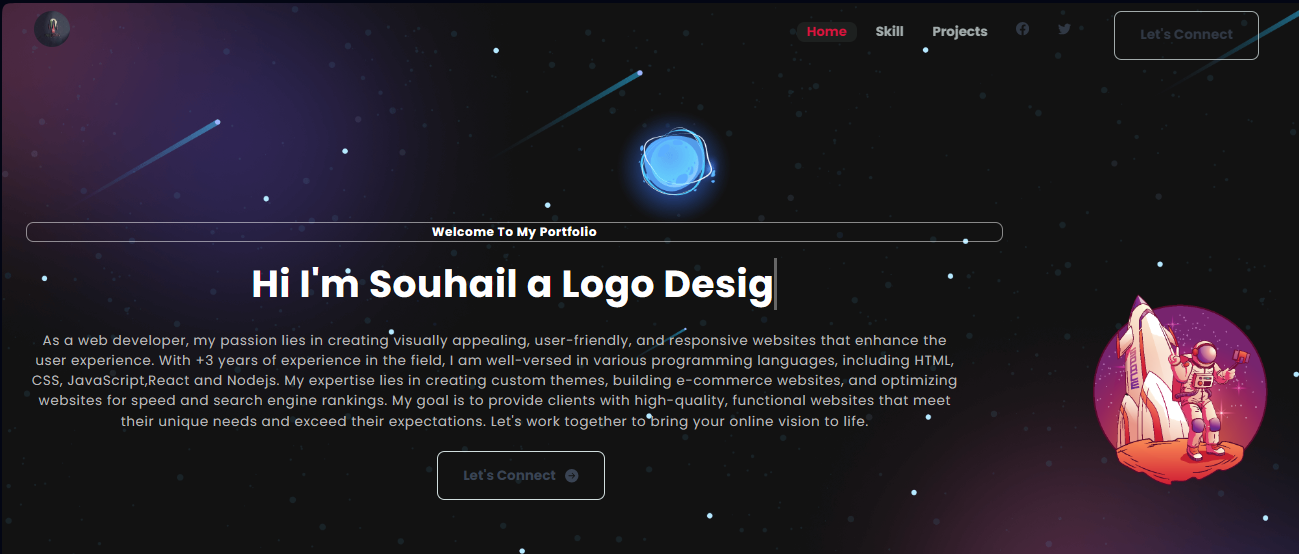 Home Skill Projects Let's Connect
Welcome To My Portfolio
Hi I'm Souhail a Logo Desig
As a web developer, my passion lies in creating visually appealing, user-friendly, and responsive websites that enhance the
user experience. With +3 years of experience in the field, I am well-versed in various programming languages, including HTML,
CSS, JavaScript,React and Nodejs. My expertise lies in creating custom themes, building e-commerce websites, and optimizing
websites for speed and search engine rankings. My goal is to provide clients with high-quality, functional websites that meet
their unique needs and exceed their expectations. Let's work together to bring your online vision to life.
Let's Connect